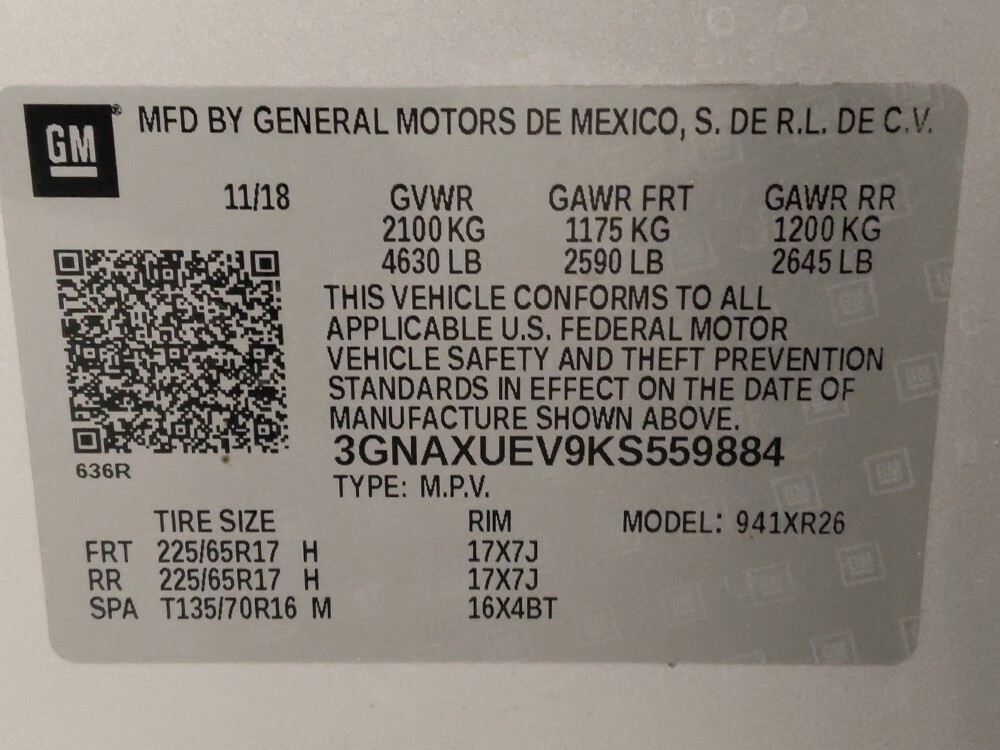 GM® MFD BY GENERAL MOTORS DE MEXICO, S. DE R.L. DE C.V.
11/18 GVWR GAWR FRT GAWR RR
2100 KG 1175 KG 1200 KG
4630 LB 2590 LB 2645 LB
THIS VEHICLE CONFORMS TO ALL
APPLICABLE U.S. FEDERAL MOTOR
VEHICLE SAFETY AND THEFT PREVENTION
STANDARDS IN EFFECT ON THE DATE OF
MANUFACTURE SHOWN ABOVE.
3GNAXUEV9KS559884
636R
TYPE: M.P.V.
TIRE SIZE RIM MODEL: 941XR26
FRT 225/65R17 H 17X7J
RR 225/65R17 H 17X7J
SPA T135/70R16 M 16X4BT